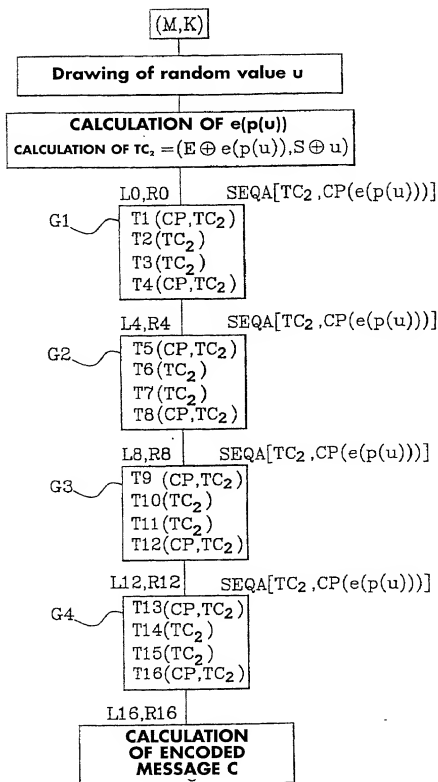 (M,K)
Drawing of random value u
CALCULATION OF e(p(u))
CALCULATION OF TC₂ =(E ⊕ e(p(u)),S ⊕ u)
L0,R0 SEQA[TC₂,CP(e(p(u)))]
G1
T1(CP,TC₂)
T2(TC₂)
T3(TC₂)
T4(CP,TC₂)
L4,R4 SEQA[TC₂,CP(e(p(u)))]
G2
T5(CP,TC₂)
T6(TC₂)
T7(TC₂)
T8(CP,TC₂)
L8,R8 SEQA[TC₂,CP(e(p(u)))]
G3
T9 (CP,TC₂)
T10(TC₂)
T11(TC₂)
T12(CP,TC₂)
L12,R12 SEQA[TC₂,CP(e(p(u)))]
G4
T13(CP,TC₂)
T14(TC₂)
T15(TC₂)
T16(CP,TC₂)
L16,R16
CALCULATION
OF ENCODED
MESSAGE C